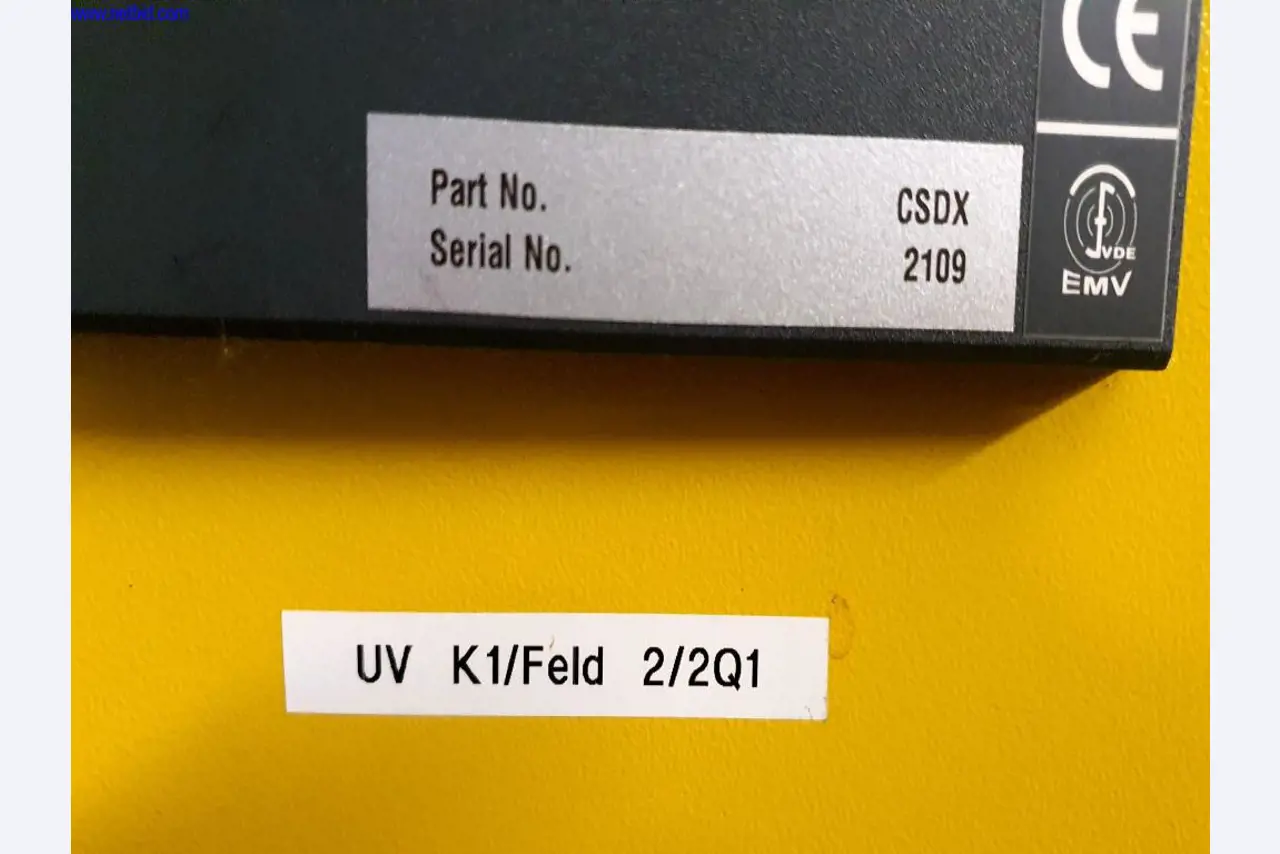 www.netbid.com
CE
Part No. CSDX
Serial No. 2109
VDE
EMV
UV K1/Feld 2/2Q1